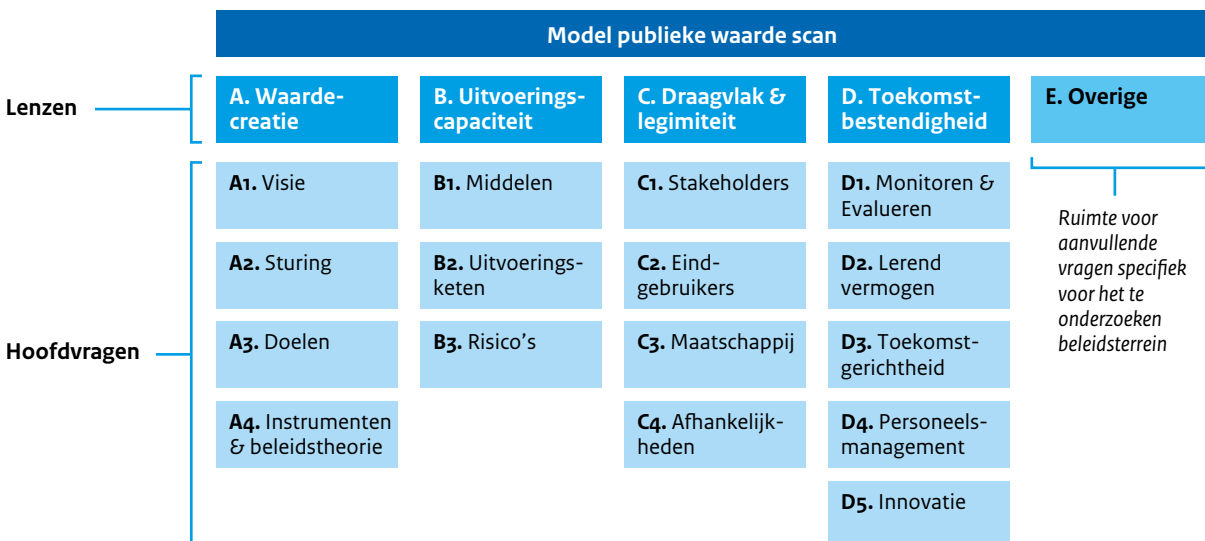 Model publieke waarde scan
Lenzen
A. Waarde-
creatie
B. Uitvoerings-
capaciteit
C. Draagvlak &
legimiteit
D. Toekomst-
bestendigheid
E. Overige
Hoofdvragen
A1. Visie
A2. Sturing
A3. Doelen
A4. Instrumenten
& beleidstheorie
B1. Middelen
B2. Uitvoerings-
keten
B3. Risico's
C1. Stakeholders
C2. Eind-
gebruikers
C3. Maatschappij
C4. Afhankelijk-
heden
D1. Monitoren &
Evalueren
D2. Lerend
vermogen
D3. Toekomst-
gerichtheid
D4. Personeels-
management
D5. Innovatie
Ruimte voor
aanvullende
vragen specifiek
voor het te
onderzoeken
beleidsterrein